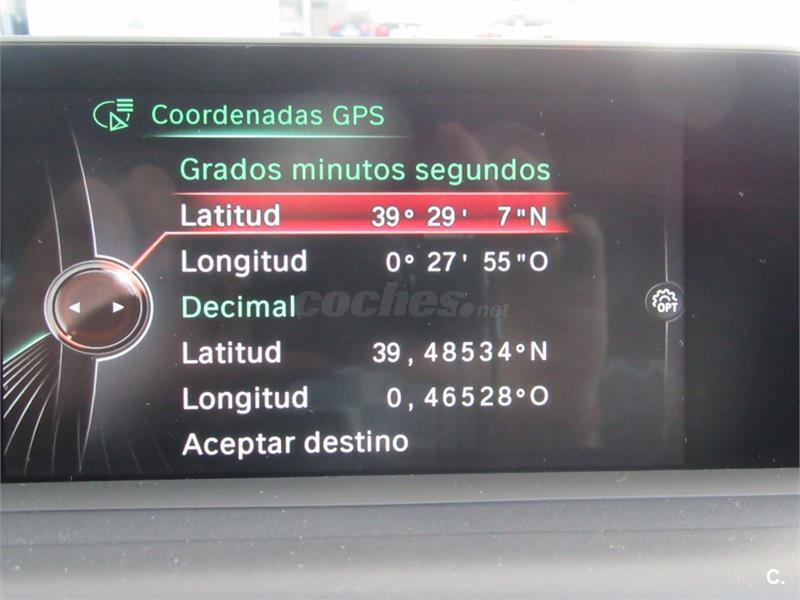 Coordenadas GPS
Grados minutos segundos
Latitud 39° 29' 7"N
Longitud 0° 27' 55"O
Decimal
coches.net
OPT
Latitud 39,48534°N
Longitud 0,46528°O
Aceptar destino
C.